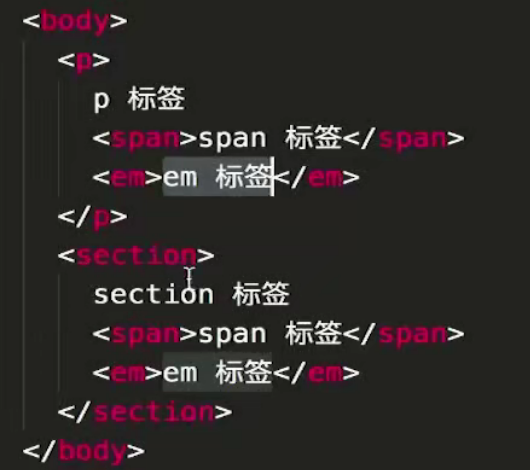 <body>
<p>
p 标签
<span>span 标签</span>
<em>em 标签</em>
</p>
<section>
section 标签
<span>span 标签</span>
<em>em 标签</em>
</section>
</body>